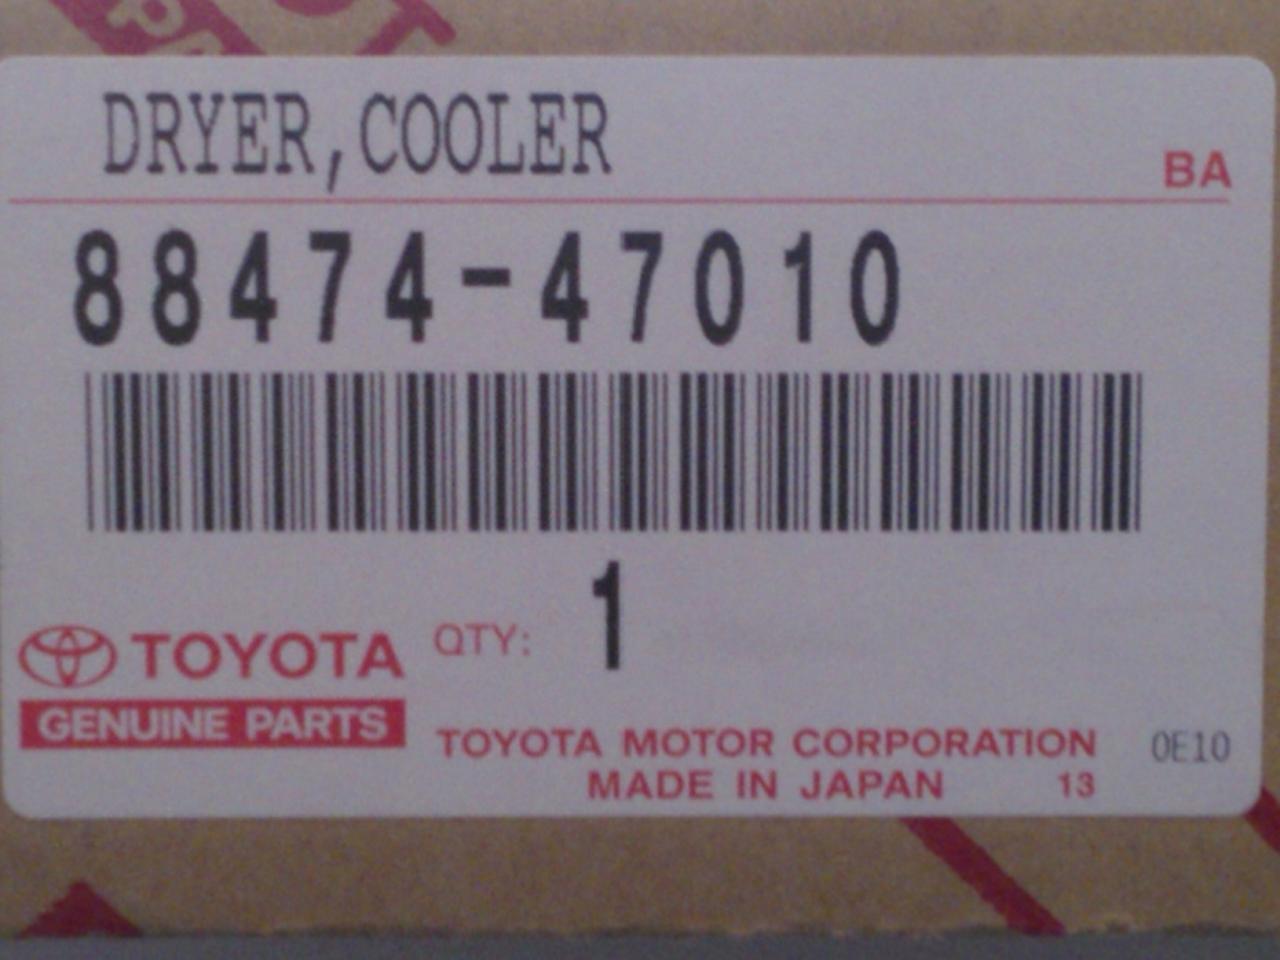 DRYER,COOLER
BA
88474-47010
QTY: 1
TOYOTA
GENUINE PARTS
TOYOTA MOTOR CORPORATION
0E10
MADE IN JAPAN 13